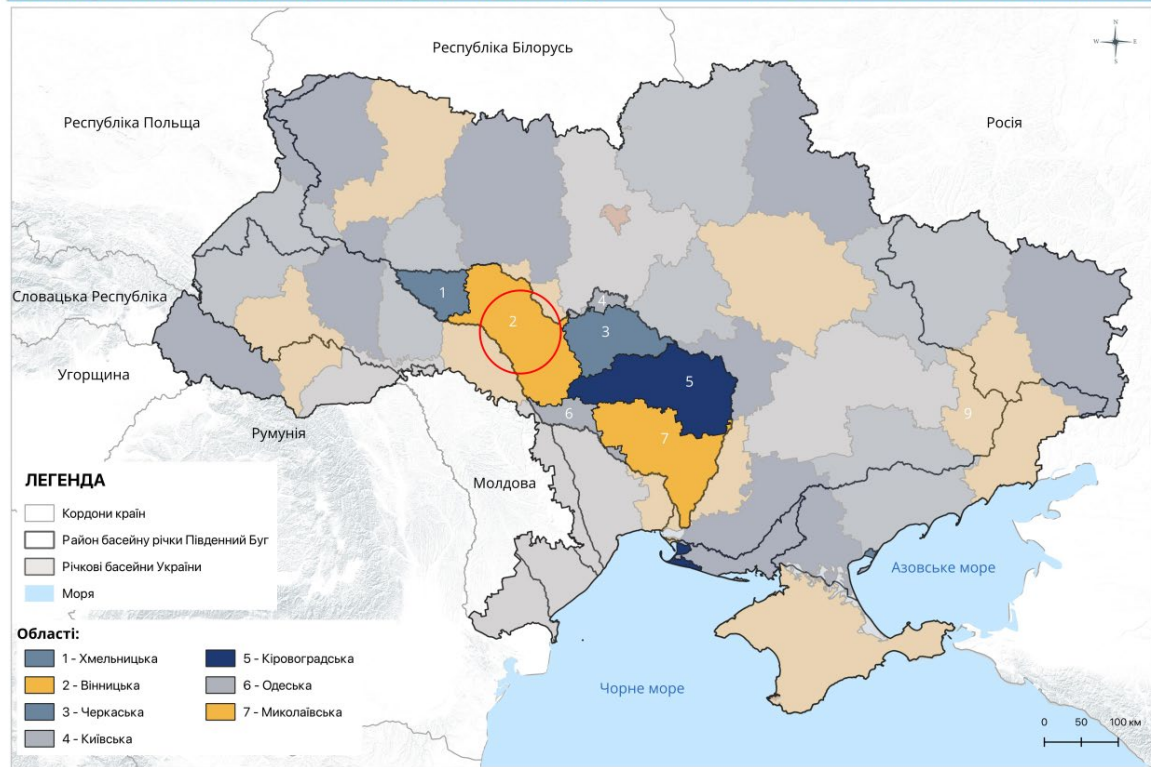 N
W E
S
Республіка Білорусь
Республіка Польща
Росія
Словацька Республіка
Угорщина
Румунія
Молдова
1
2
3
4
5
6
7
9
Азовське море
Чорне море
ЛЕГЕНДА
Кордони країн
Район басейну річки Південний Буг
Річкові басейни України
Моря
Області:
1 - Хмельницька
2 - Вінницька
3 - Черкаська
4 - Київська
5 - Кіровоградська
6 - Одеська
7 - Миколаївська
0 50 100 км